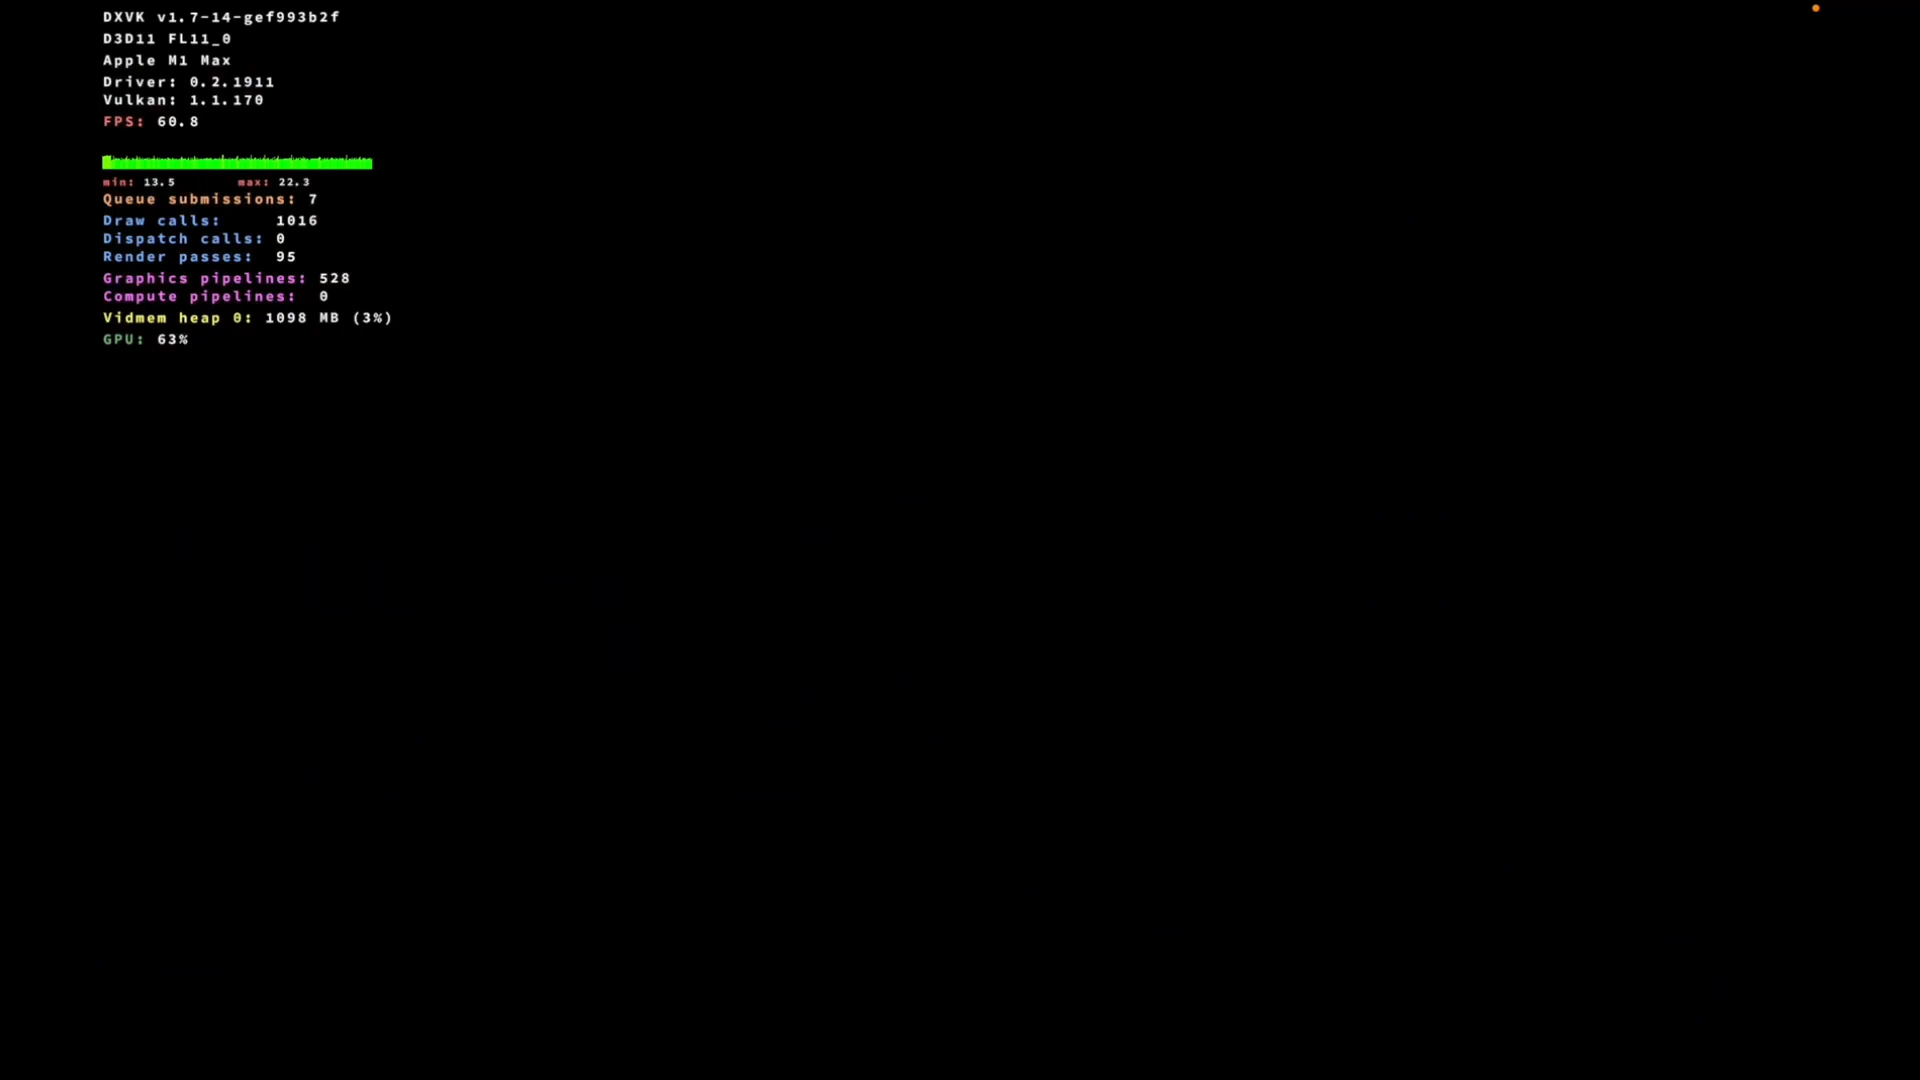 DXVK v1.7-14-gef993b2f
D3D11 FL11_0
Apple M1 Max
Driver: 0.2.1911
Vulkan: 1.1.170
FPS: 60.8
min: 13.5 max: 22.3
Queue submissions: 7
Draw calls: 1016
Dispatch calls: 0
Render passes: 95
Graphics pipelines: 528
Compute pipelines: 0
Vidmem heap 0: 1098 MB (3%)
GPU: 63%